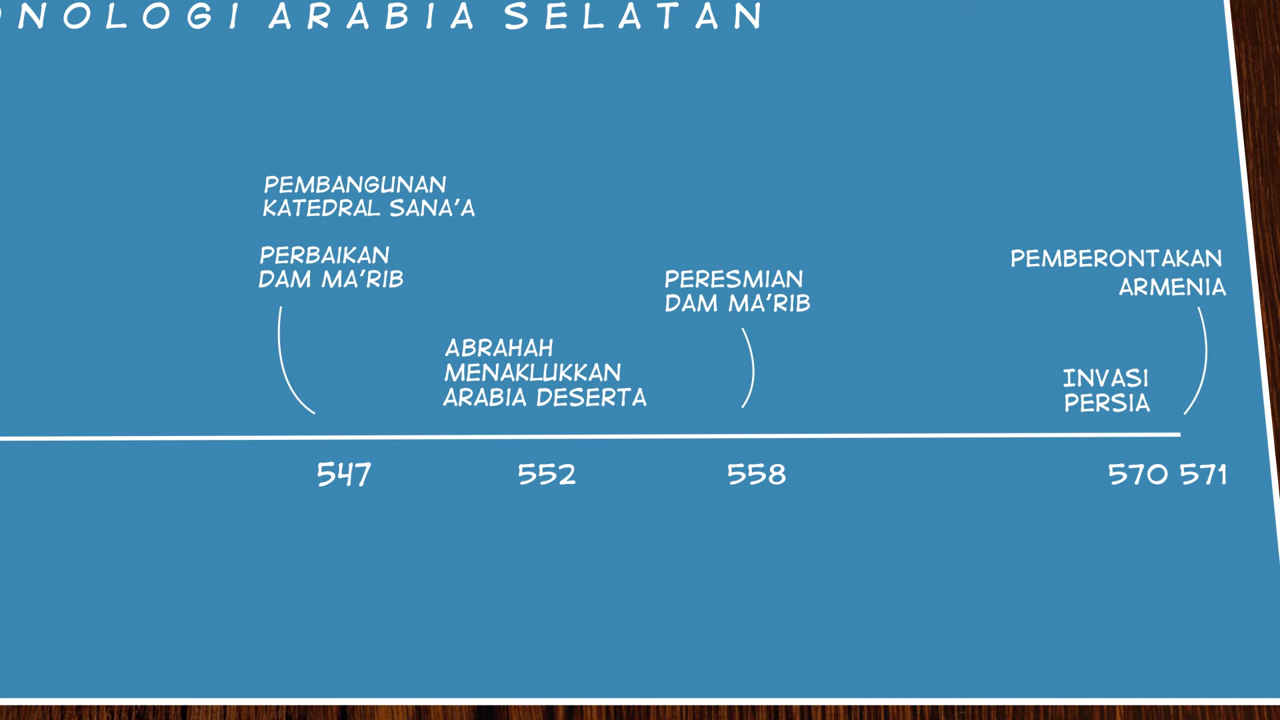 ONOLOGI ARABIA SELATAN
PEMBANGUNAN
KATEDRAL SANA'A
PERBAIKAN
DAM MA'RIB
PERESMIAN
DAM MA'RIB
ABRAHAH
MENAKLUKKAN
ARABIA DESERTA
PEMBERONTAKAN
ARMENIA
INVASI
PERSIA
547
552
558
570 571